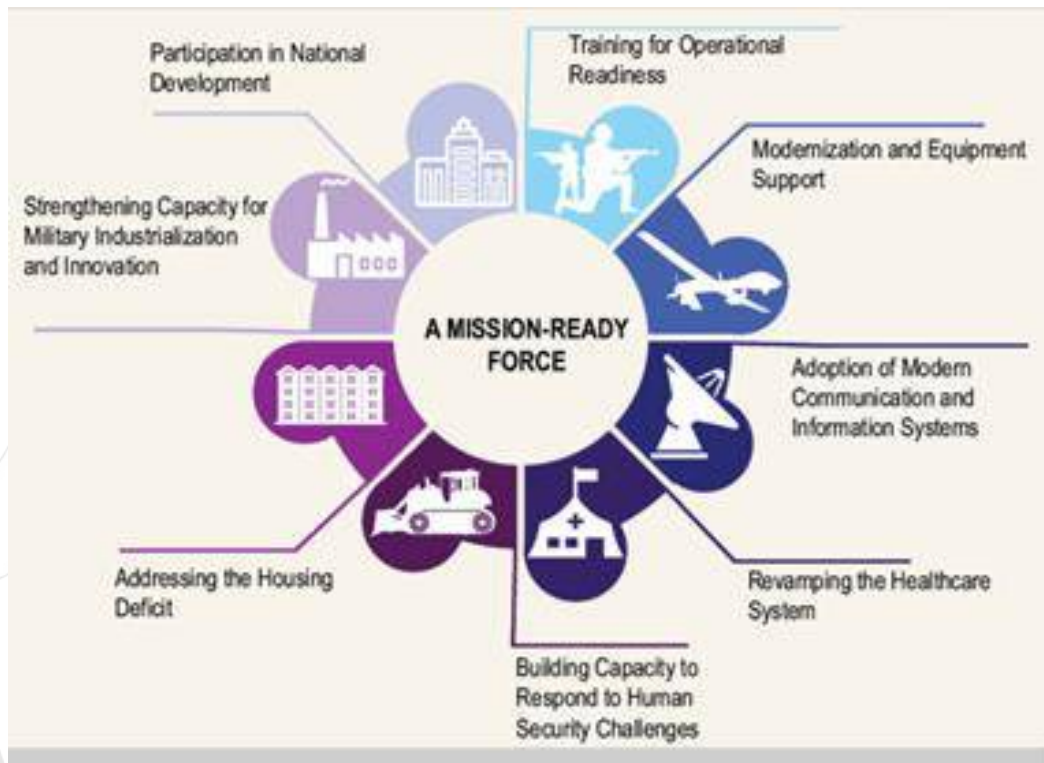 Participation in National
Development
Training for Operational
Readiness
Modernization and Equipment
Support
Strengthening Capacity for
Military Industrialization
and Innovation
A MISSION-READY
FORCE
Adoption of Modern
Communication and
Information Systems
Addressing the Housing
Deficit
Revamping the Healthcare
System
Building Capacity to
Respond to Human
Security Challenges